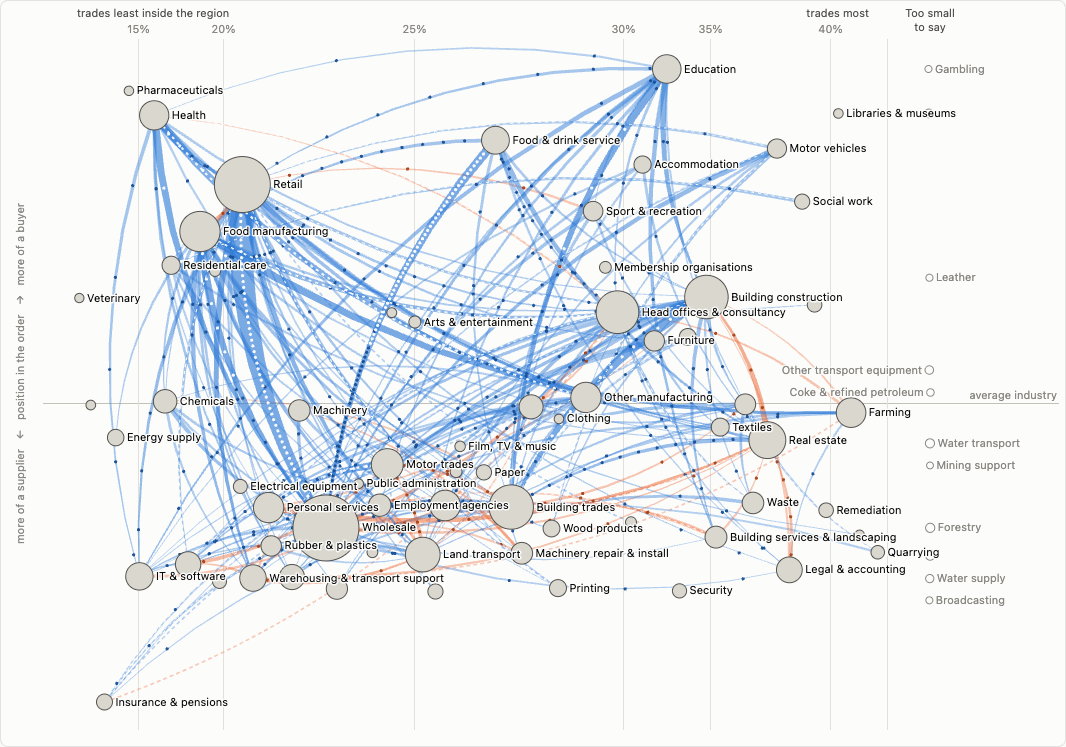 trades least inside the region
trades most
Too small
to say
15%
20%
25%
30%
35%
40%
Education
Gambling
Pharmaceuticals
Health
Libraries & museums
Food & drink service
Motor vehicles
Accommodation
Retail
Social work
Sport & recreation
Food manufacturing
Residential care
Membership organisations
Leather
Veterinary
Building construction
Head offices & consultancy
Arts & entertainment
Furniture
Other transport equipment
Coke & refined petroleum
average industry
Chemicals
Other manufacturing
Machinery
Farming
Clothing
Textiles
Energy supply
Real estate
Water transport
Film, TV & music
Motor trades
Mining support
Paper
Public administration
Electrical equipment
Personal services
Employment agencies
Building trades
Waste
Remediation
Wholesale
Wood products
Forestry
Building services & landscaping
Rubber & plastics
Land transport
Machinery repair & install
Quarrying
Legal & accounting
IT & software
Warehousing & transport support
Water supply
Printing
Security
Broadcasting
Insurance & pensions
more of a supplier ← position in the order → more of a buyer